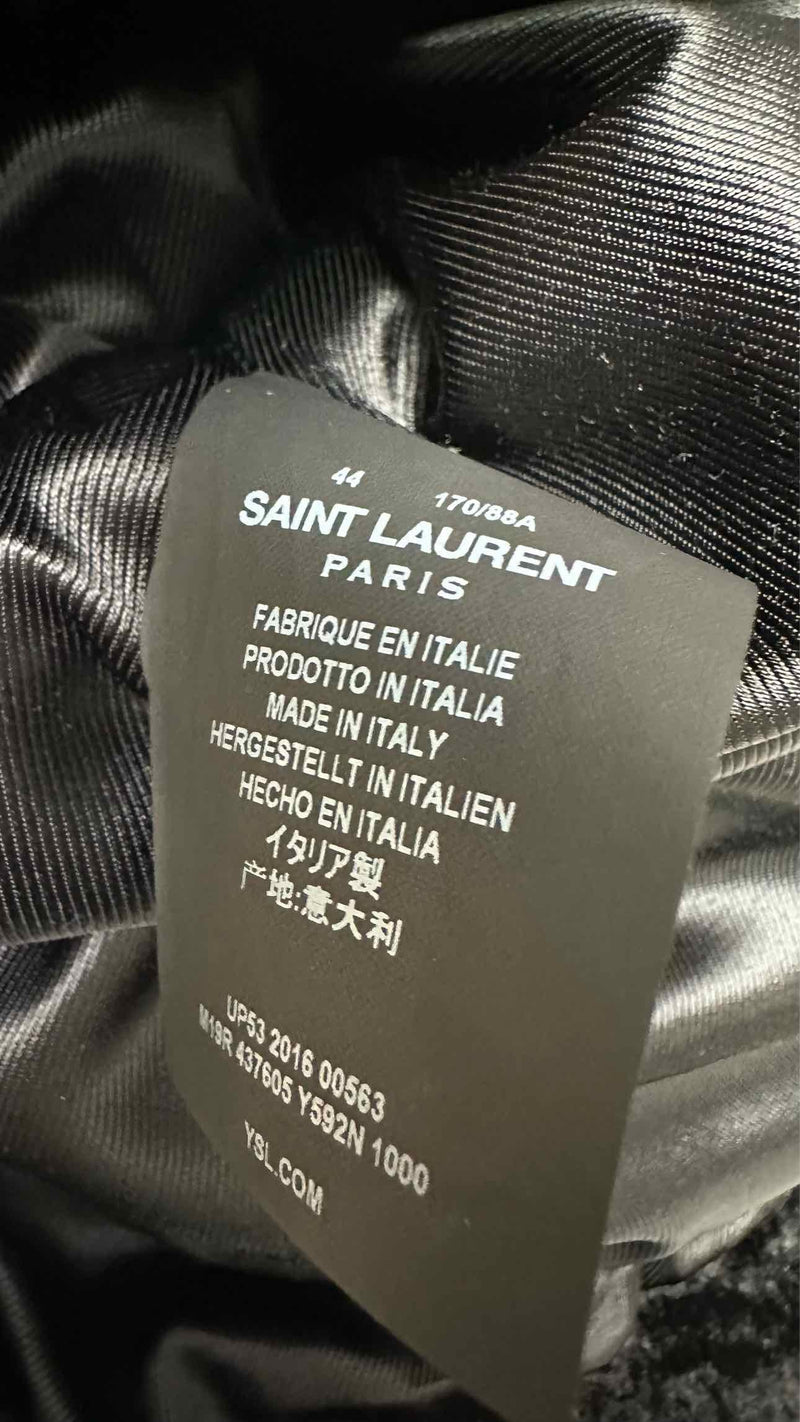 44 170/88A
SAINT LAURENT
PARIS
FABRIQUE EN ITALIE
PRODOTTO IN ITALIA
MADE IN ITALY
HERGESTELLT IN ITALIEN
HECHO EN ITALIA
イタリア製
产地:意大利
UP53 2016 00563
M19R 437605 Y592N 1000
YSL.COM